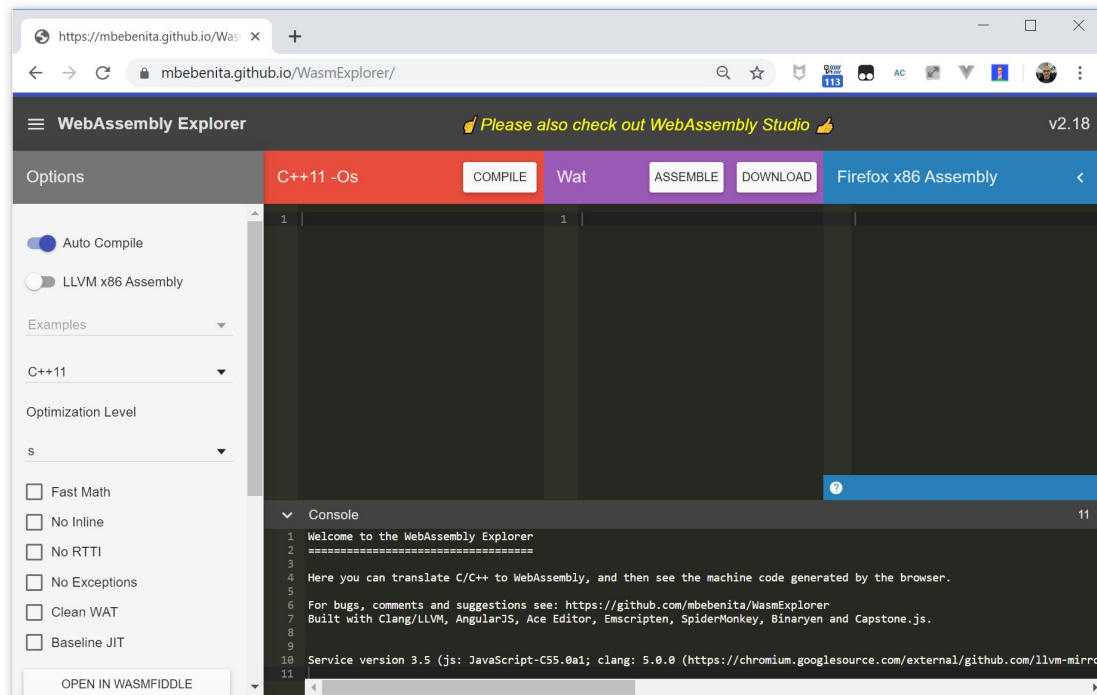 https://mbebenita.github.io/Was
mbebenita.github.io/WasmExplorer/
113
AC
WebAssembly Explorer
Please also check out WebAssembly Studio
v2.18
Options
C++11 -Os
COMPILE
Wat
ASSEMBLE
DOWNLOAD
Firefox x86 Assembly
Auto Compile
LLVM x86 Assembly
Examples
C++11
Optimization Level
s
Fast Math
No Inline
No RTTI
No Exceptions
Clean WAT
Baseline JIT
OPEN IN WASMFIDDLE
1
1
Console
11
1 Welcome to the WebAssembly Explorer
2 ===================================
3
4 Here you can translate C/C++ to WebAssembly, and then see the machine code generated by the browser.
5
6 For bugs, comments and suggestions see: https://github.com/mbebenita/WasmExplorer
7 Built with Clang/LLVM, AngularJS, Ace Editor, Emscripten, SpiderMonkey, Binaryen and Capstone.js.
8
9
10 Service version 3.5 (js: JavaScript-C55.0a1; clang: 5.0.0 (https://chromium.googlesource.com/external/github.com/llvm-mirro
11